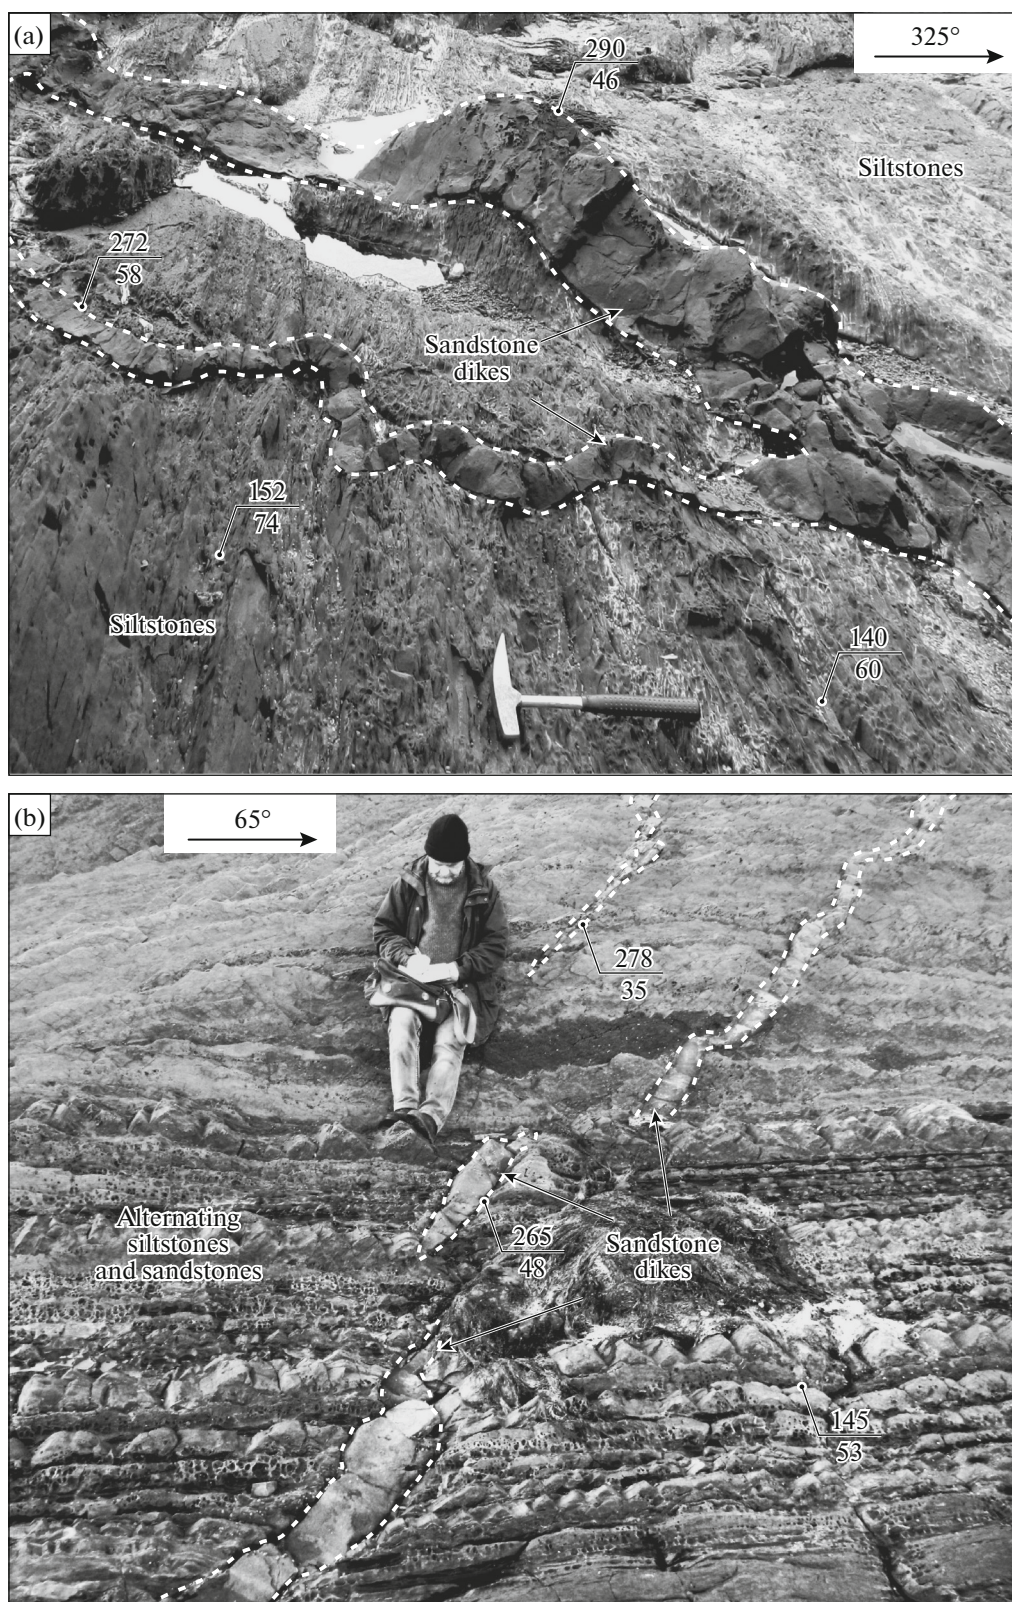 (a)
325°
290
46
Siltstones
272
58
Sandstone
dikes
152
74
Siltstones
140
60
(b)
65°
278
35
Alternating
siltstones
and sandstones
265
48
Sandstone
dikes
145
53